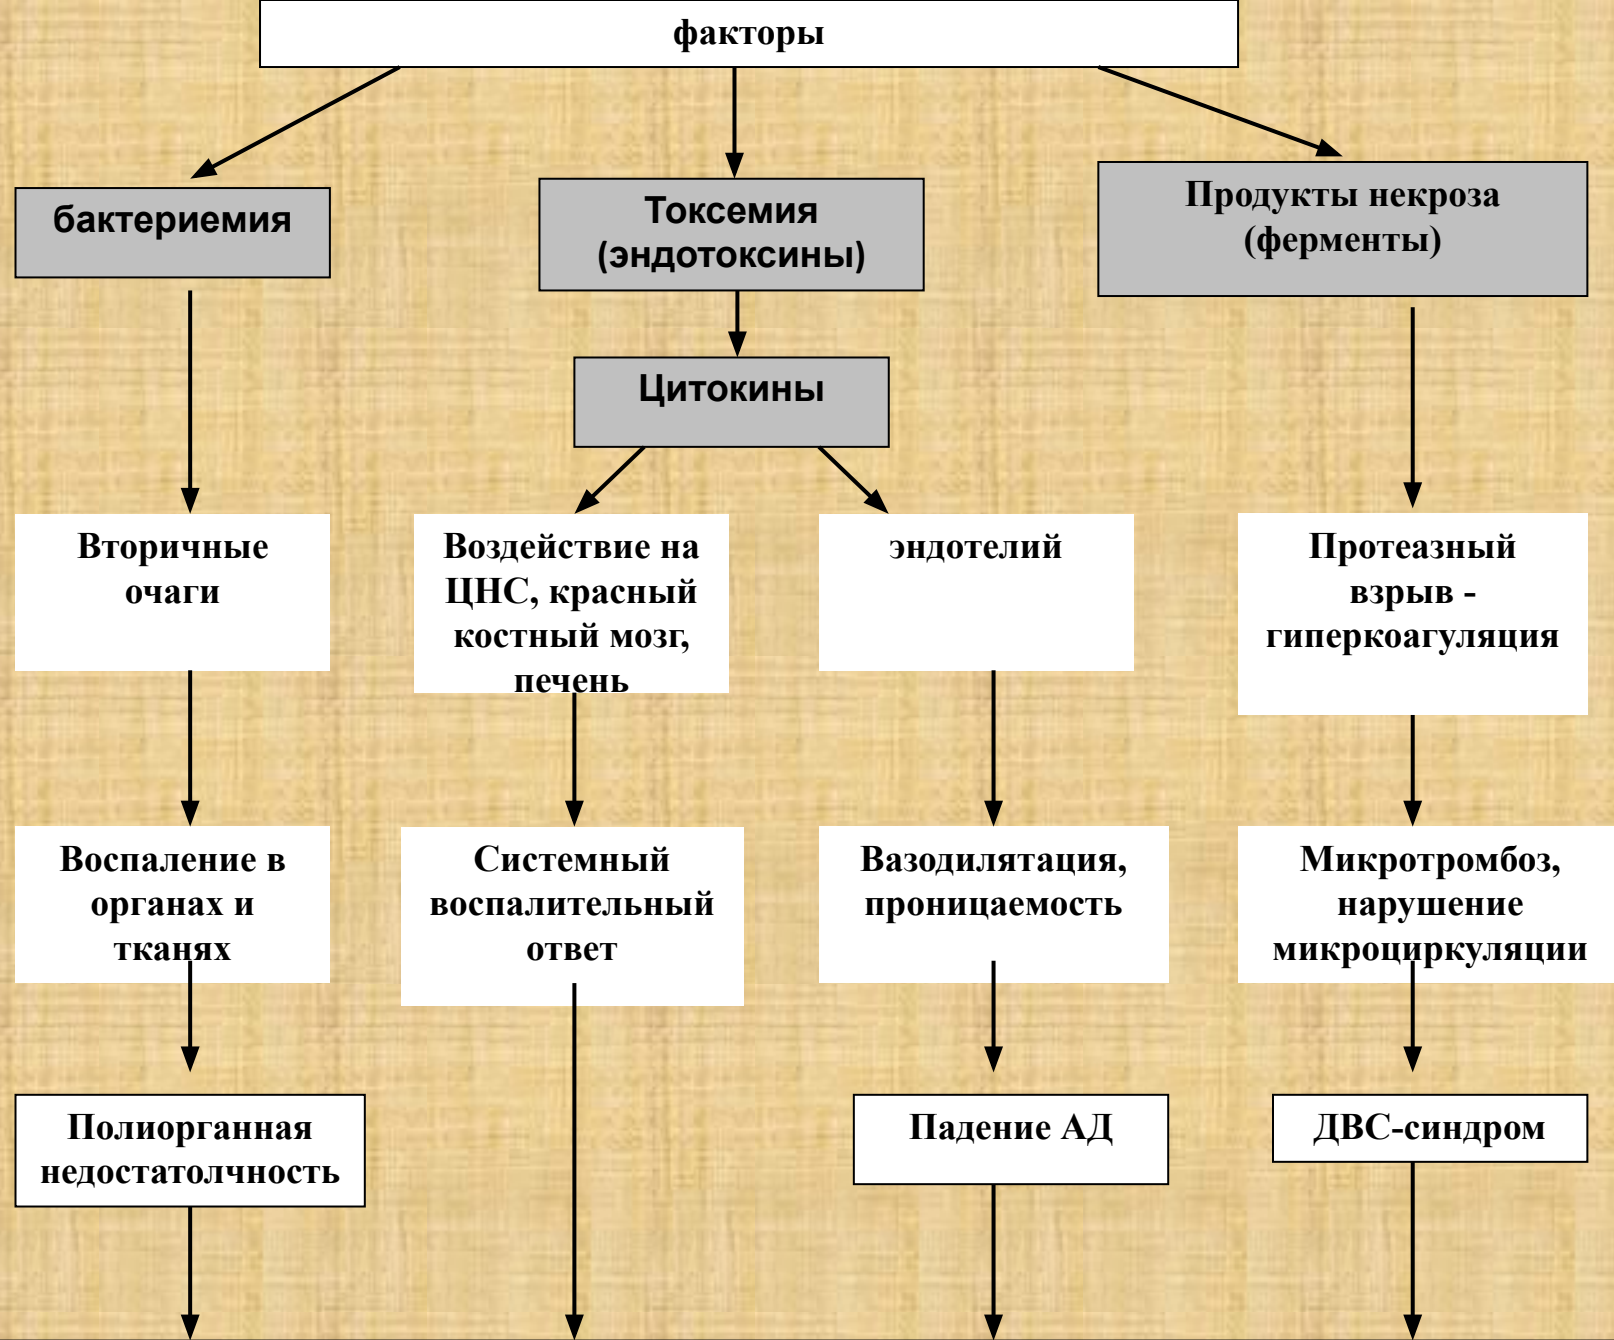 факторы
бактериемия
Токсемия
(эндотоксины)
Продукты некроза
(ферменты)
Цитокины
Вторичные
очаги
Воздействие на
ЦНС, красный
костный мозг,
печень
эндотелий
Протеазный
взрыв -
гиперкоагуляция
Воспаление в
органах и
тканях
Системный
воспалительный
ответ
Вазодилятация,
проницаемость
Микротромбоз,
нарушение
микроциркуляции
Полиорганная
недостатолчность
Падение АД
ДВС-синдром